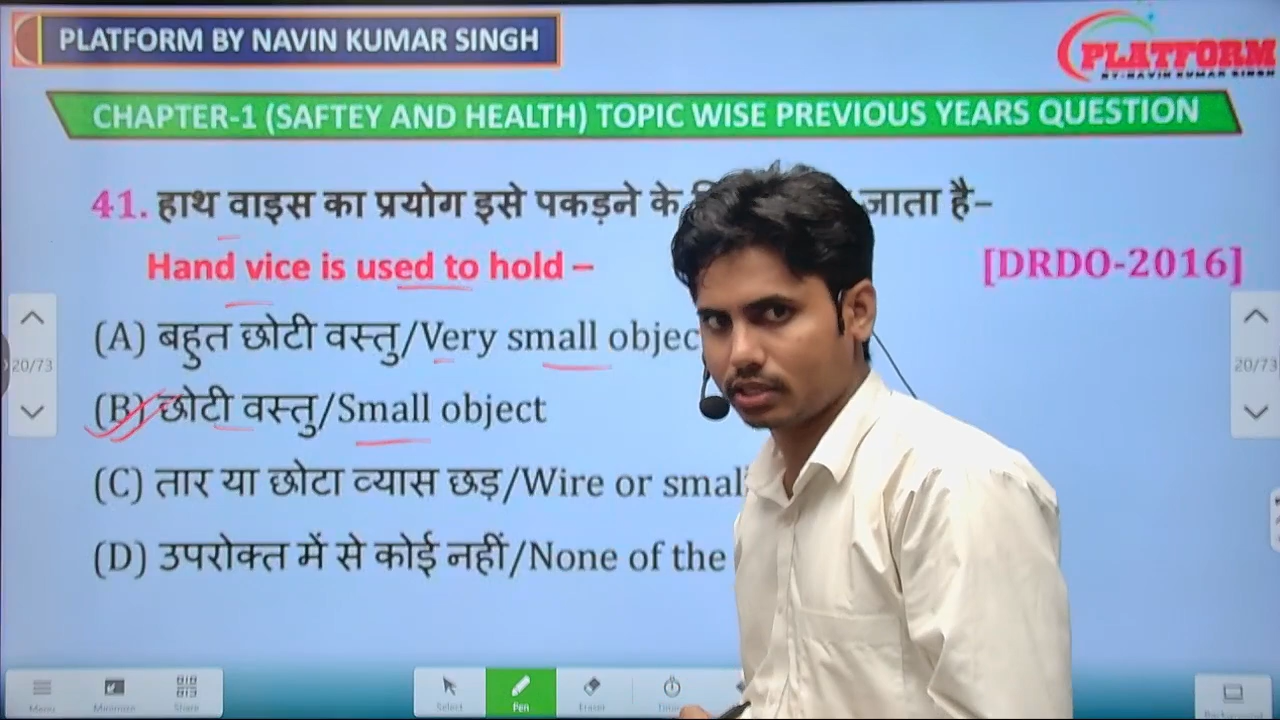 PLATFORM BY NAVIN KUMAR SINGH
PLATFORM
BY-NAVIN KUMAR SINGH
CHAPTER-1 (SAFTEY AND HEALTH) TOPIC WISE PREVIOUS YEARS QUESTION
41. हाथ वाइस का प्रयोग इसे पकड़ने के जाता है–
Hand vice is used to hold –
[DRDO-2016]
(A) बहुत छोटी वस्तु/Very small objec
20/73
20/73
(B) छोटी वस्तु/Small object
(C) तार या छोटा व्यास छड़/Wire or smal
(D) उपरोक्त में से कोई नहीं/None of the
Menu Minimize Share Select Pen Eraser Background